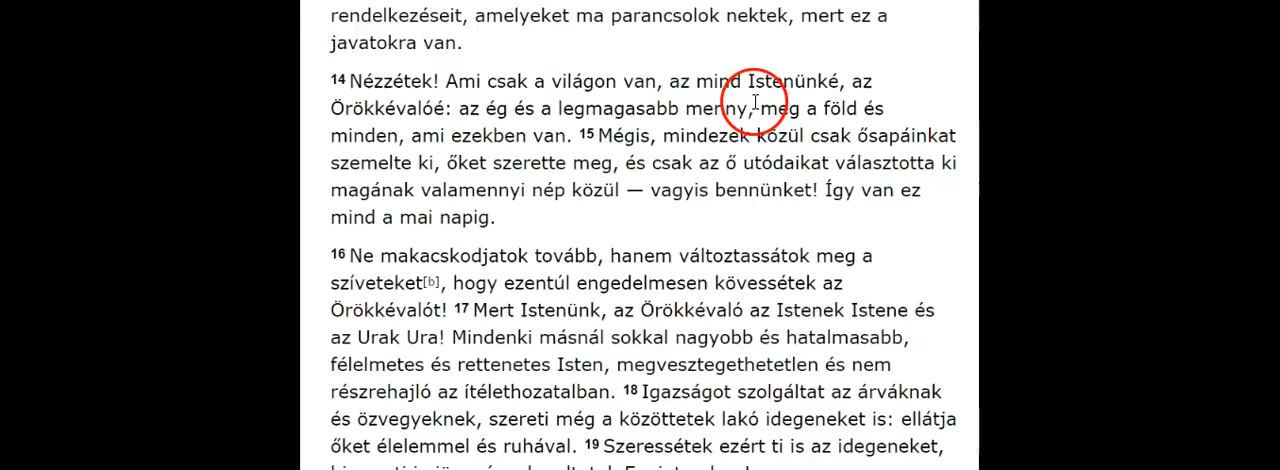 rendelkezéseit, amelyeket ma parancsolok nektek, mert ez a
javatokra van.
14 Nézzétek! Ami csak a világon van, az mind Istenünké, az
Örökkévalóé: az ég és a legmagasabb menny, meg a föld és
minden, ami ezekben van. 15 Mégis, mindezek közül csak ősapáinkat
szemelte ki, őket szerette meg, és csak az ő utódaikat választotta ki
magának valamennyi nép közül — vagyis bennünket! Így van ez
mind a mai napig.
16 Ne makacskodjatok tovább, hanem változtassátok meg a
szíveteket[b], hogy ezentúl engedelmesen kövessétek az
Örökkévalót! 17 Mert Istenünk, az Örökkévaló az Istenek Istene és
az Urak Ura! Mindenki másnál sokkal nagyobb és hatalmasabb,
félelmetes és rettenetes Isten, megvesztegethetetlen és nem
részrehajló az ítélethozatalban. 18 Igazságot szolgáltat az árváknak
és özvegyeknek, szereti még a közöttetek lakó idegeneket is: ellátja
őket élelemmel és ruhával. 19 Szeressétek ezért ti is az idegeneket,